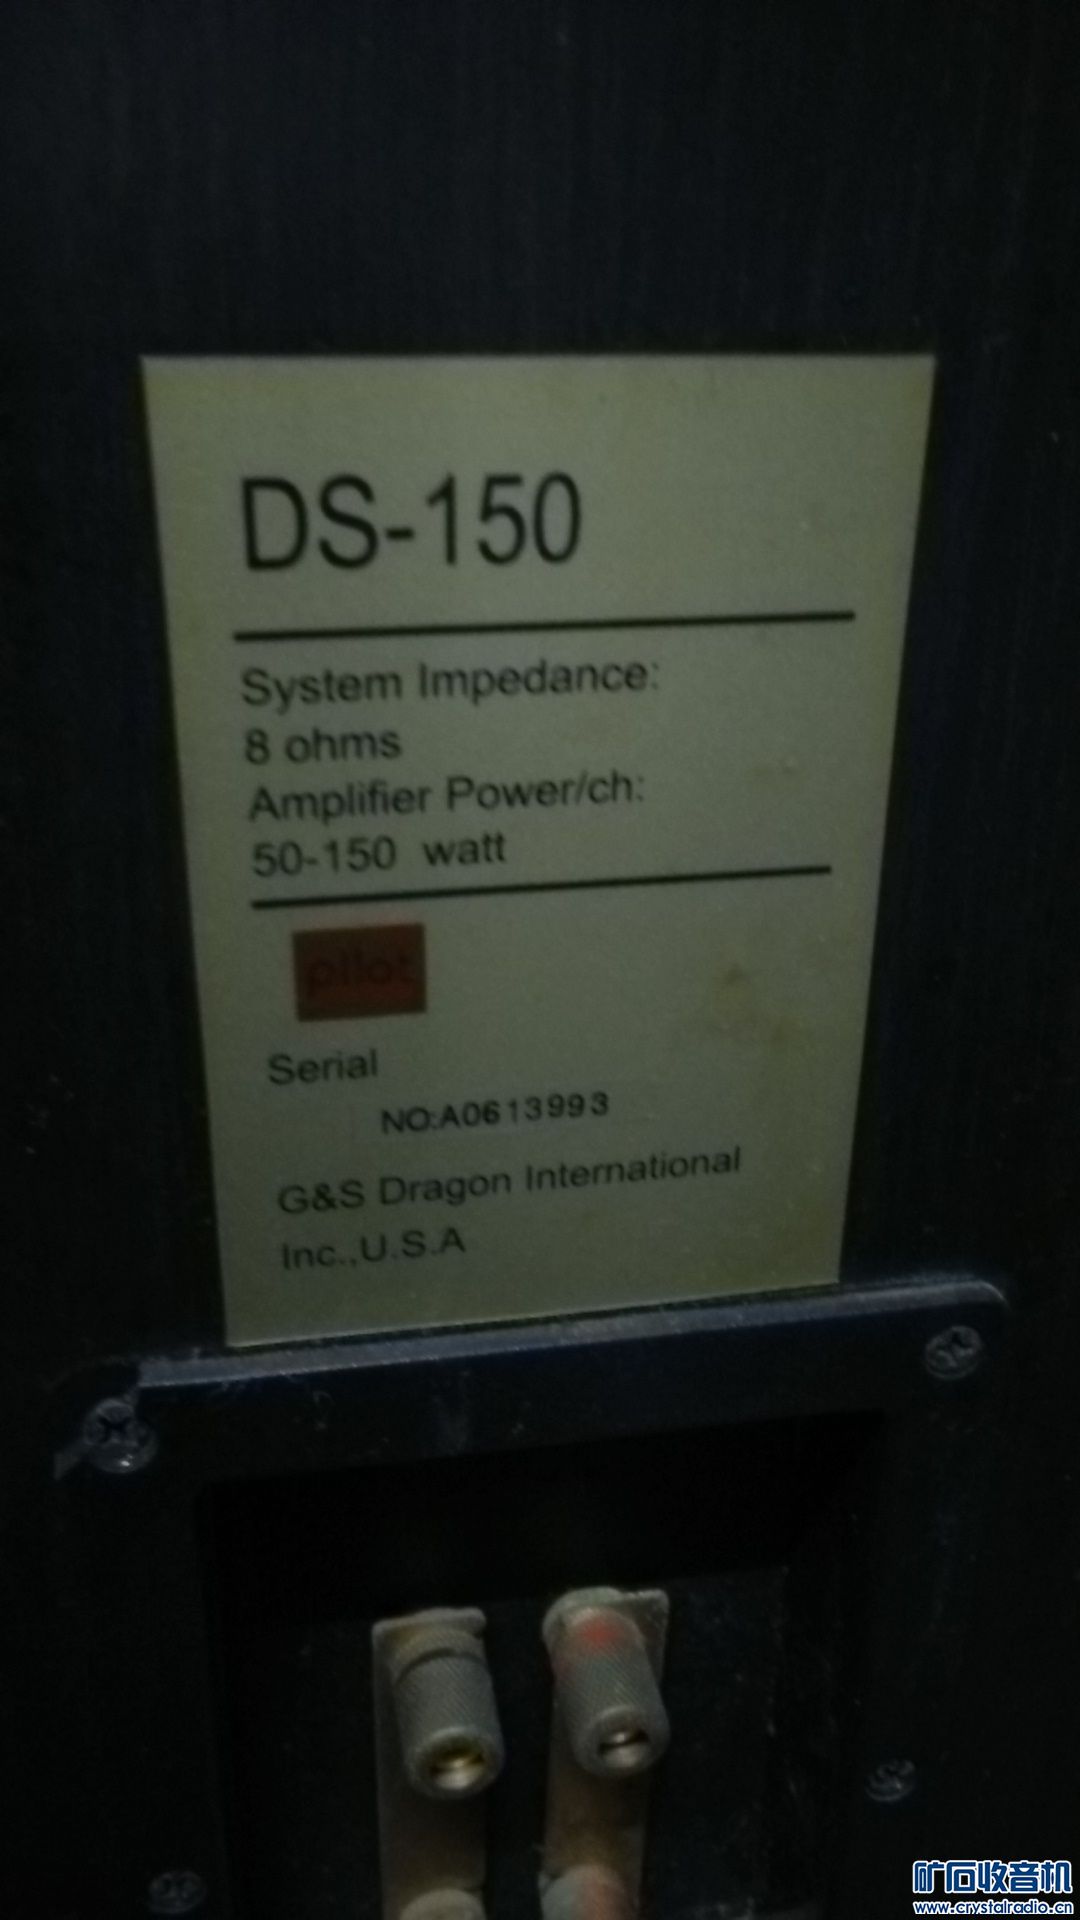 DS-150
System Impedance:
8 ohms
Amplifier Power/ch:
50-150 watt
pilot
Serial
NO:A0613993
G&S Dragon International
Inc.,U.S.A
矿石收音机
www.crystalradio.cn